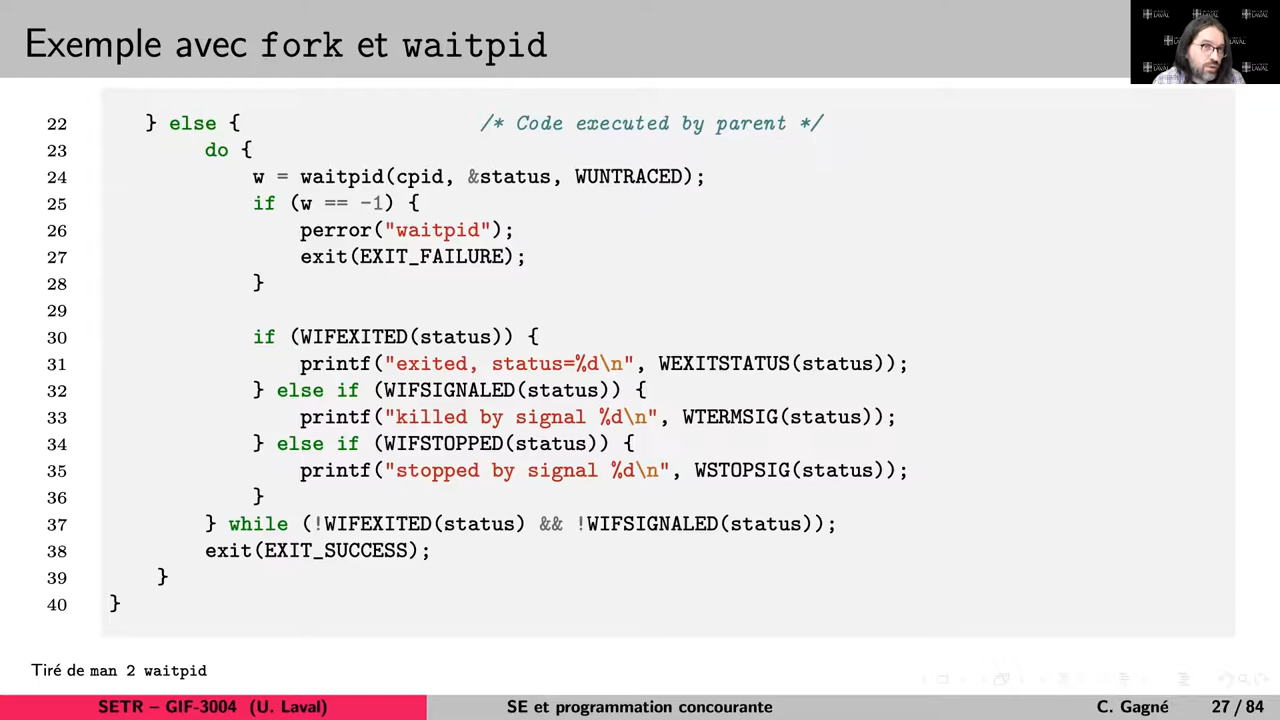 Exemple avec fork et waitpid
LAVAL
LAVAL
22 } else { /* Code executed by parent */
23 do {
24 w = waitpid(cpid, &status, WUNTRACED);
25 if (w == -1) {
26 perror("waitpid");
27 exit(EXIT_FAILURE);
28 }
29
30 if (WIFEXITED(status)) {
31 printf("exited, status=%d\n", WEXITSTATUS(status));
32 } else if (WIFSIGNALED(status)) {
33 printf("killed by signal %d\n", WTERMSIG(status));
34 } else if (WIFSTOPPED(status)) {
35 printf("stopped by signal %d\n", WSTOPSIG(status));
36 }
37 } while (!WIFEXITED(status) && !WIFSIGNALED(status));
38 exit(EXIT_SUCCESS);
39 }
40 }
Tiré de man 2 waitpid
SETR – GIF-3004 (U. Laval) SE et programmation concourante C. Gagné 27 / 84